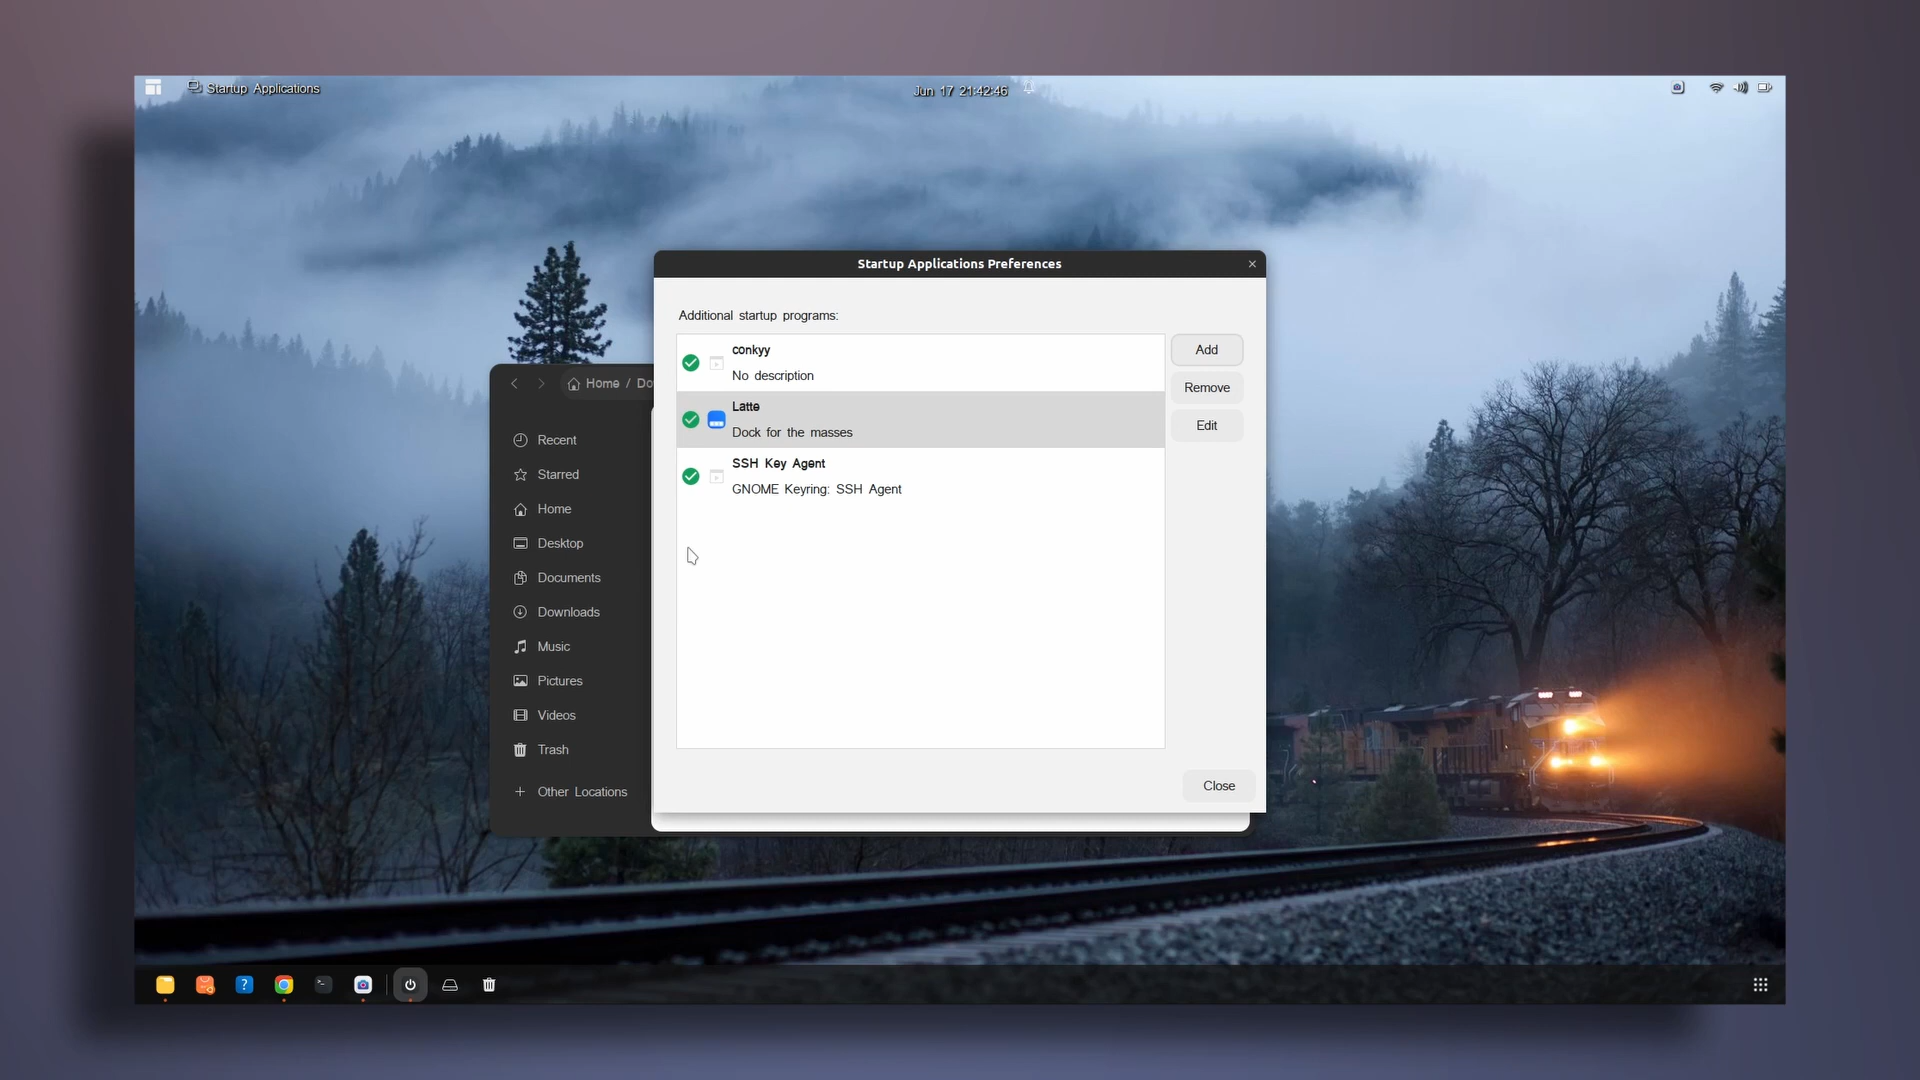 Startup Applications
Jun 17 21:42:46
Startup Applications Preferences
Additional startup programs:
conkyy
No description
Latte
Dock for the masses
SSH Key Agent
GNOME Keyring: SSH Agent
Add
Remove
Edit
Close
Home / Do
Recent
Starred
Home
Desktop
Documents
Downloads
Music
Pictures
Videos
Trash
Other Locations